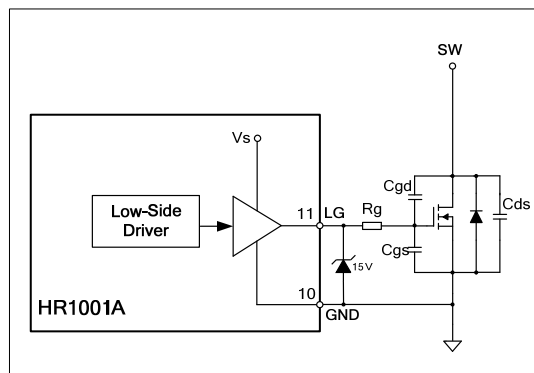 SW
Vs
Cgd
11 LG
Rg
Cds
Low-Side
Driver
Cgs
15V
10
GND
HR1001A